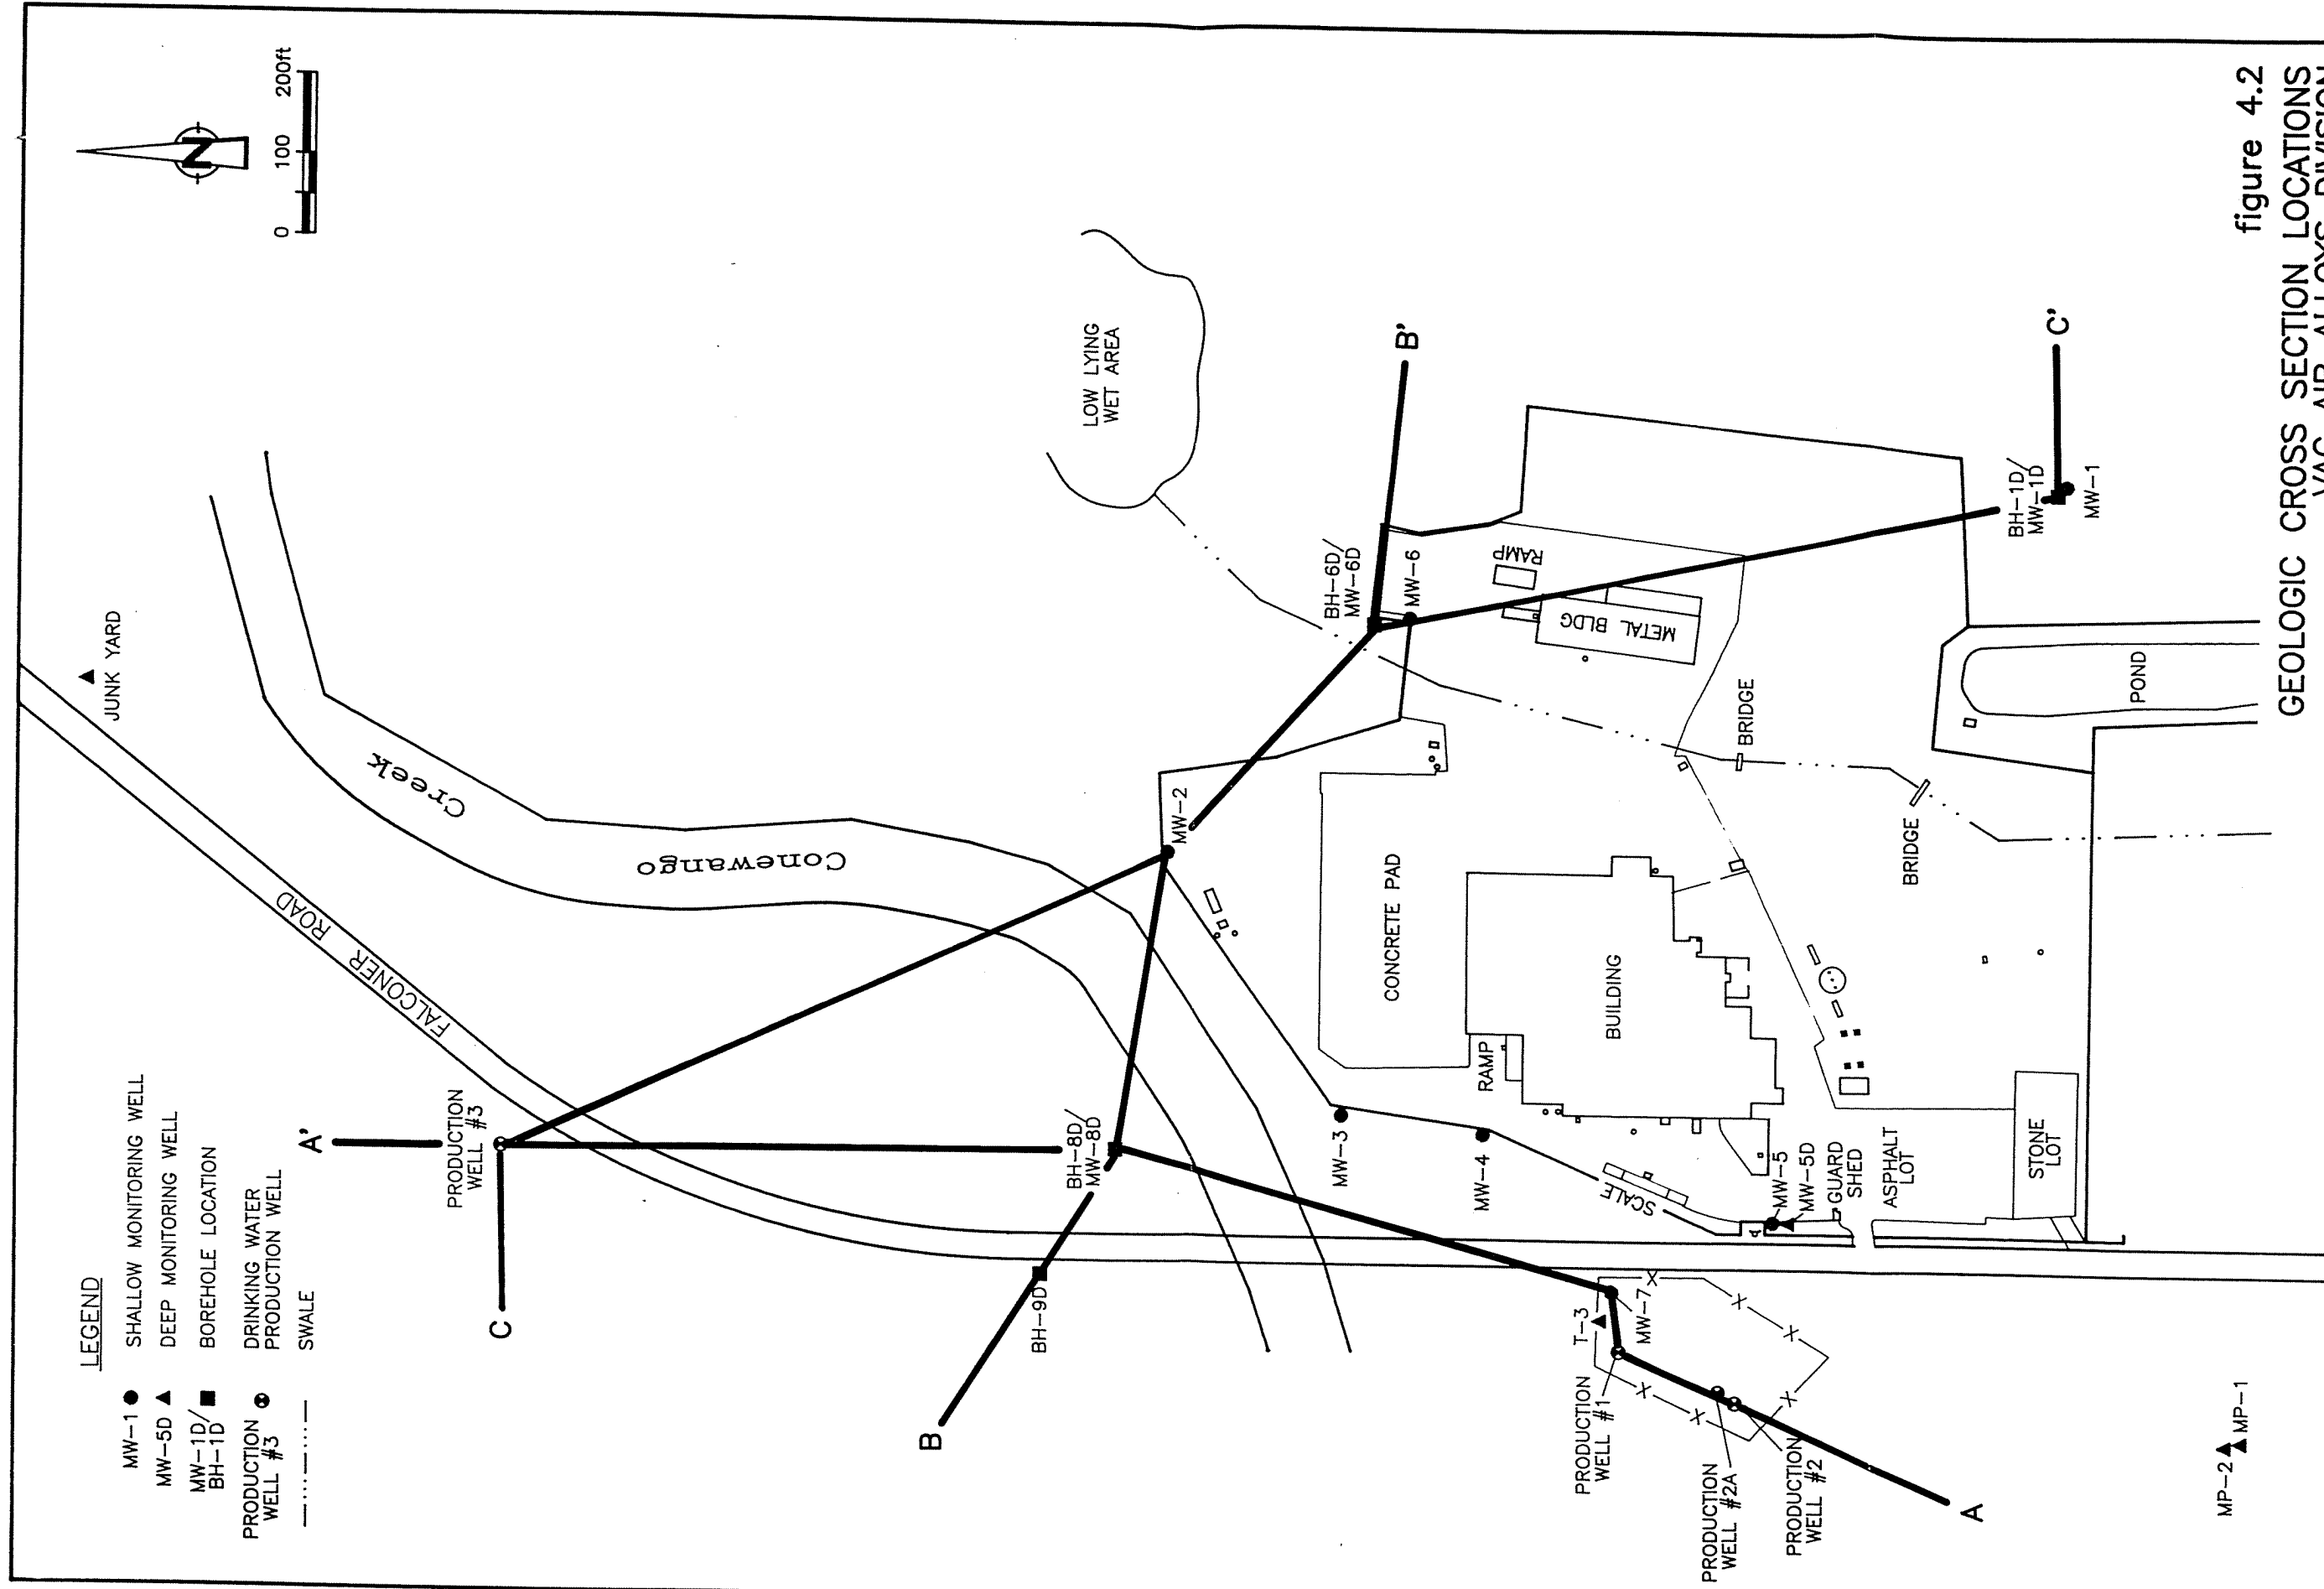 LEGEND
MW-1
SHALLOW MONITORING WELL
MW-5D
DEEP MONITORING WELL
MW-1D/
BH-1D
BOREHOLE LOCATION
PRODUCTION
WELL #3
DRINKING WATER
PRODUCTION WELL
SWALE
N
0 100 200ft
JUNK YARD
FALCONER ROAD
Conewango
Creek
A'
PRODUCTION
WELL #3
C
LOW LYING
WET AREA
B
BH-9D
BH-8D/
MW-8D
MW-2
BH-6D/
MW-6D
MW-6
B'
RAMP
METAL BLDG
CONCRETE PAD
MW-3
MW-4
RAMP
BUILDING
SCALE
MW-5
MW-5D
GUARD
SHED
ASPHALT
LOT
STONE
LOT
BRIDGE
BRIDGE
POND
BH-1D/
MW-1D
MW-1
C'
T-3
MW-7
X
X
X
X
X
X
PRODUCTION
WELL #1
PRODUCTION
WELL #2A
PRODUCTION
WELL #2
A
MP-2
MP-1
figure 4.2
GEOLOGIC CROSS SECTION LOCATIONS
VAC AIR ALLOYS DIVISION